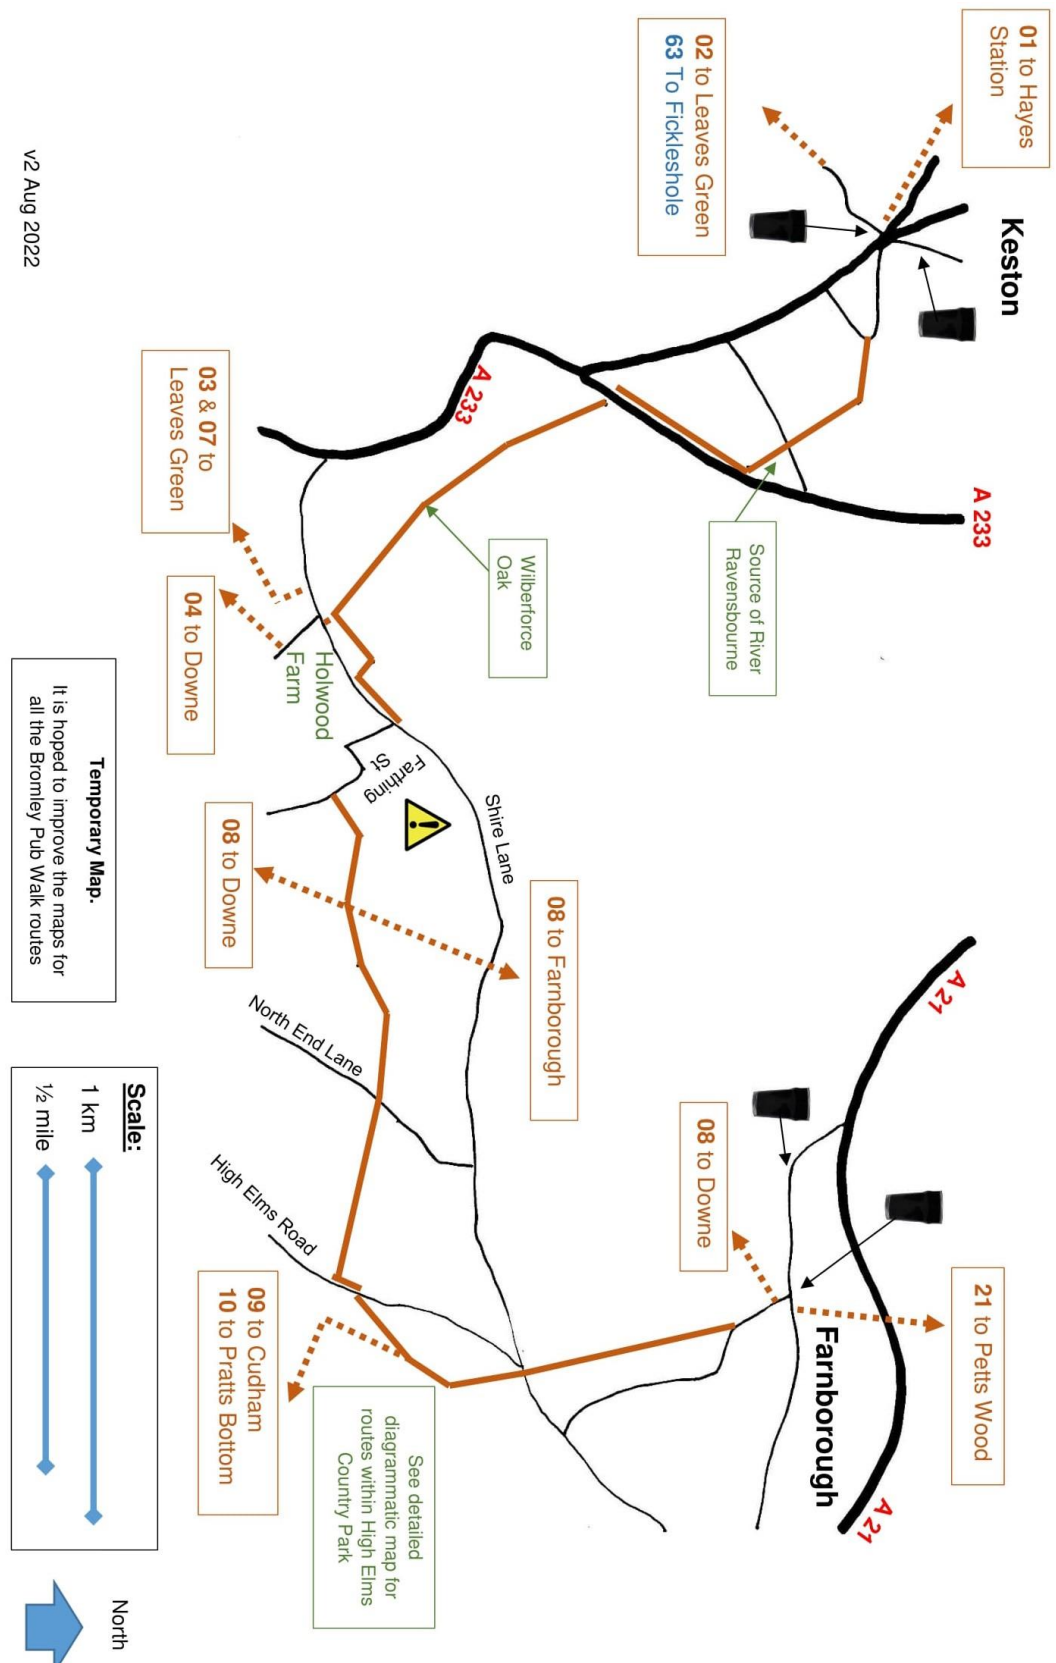 01 to Hayes
Station
Keston
02 to Leaves Green
63 To Fickleshole
A 233
A 233
Source of River
Ravensbourne
Wilberforce
Oak
03 & 07 to
Leaves Green
04 to Downe
Holwood
Farm
Farthing
St
Shire Lane
08 to Downe
08 to Farnborough
North End Lane
High Elms Road
A 21
A 21
08 to Downe
21 to Petts Wood
Farnborough
09 to Cudham
10 to Pratts Bottom
See detailed
diagrammatic map for
routes within High Elms
Country Park
v2 Aug 2022
Temporary Map.
It is hoped to improve the maps for
all the Bromley Pub Walk routes
Scale:
1 km
½ mile
North